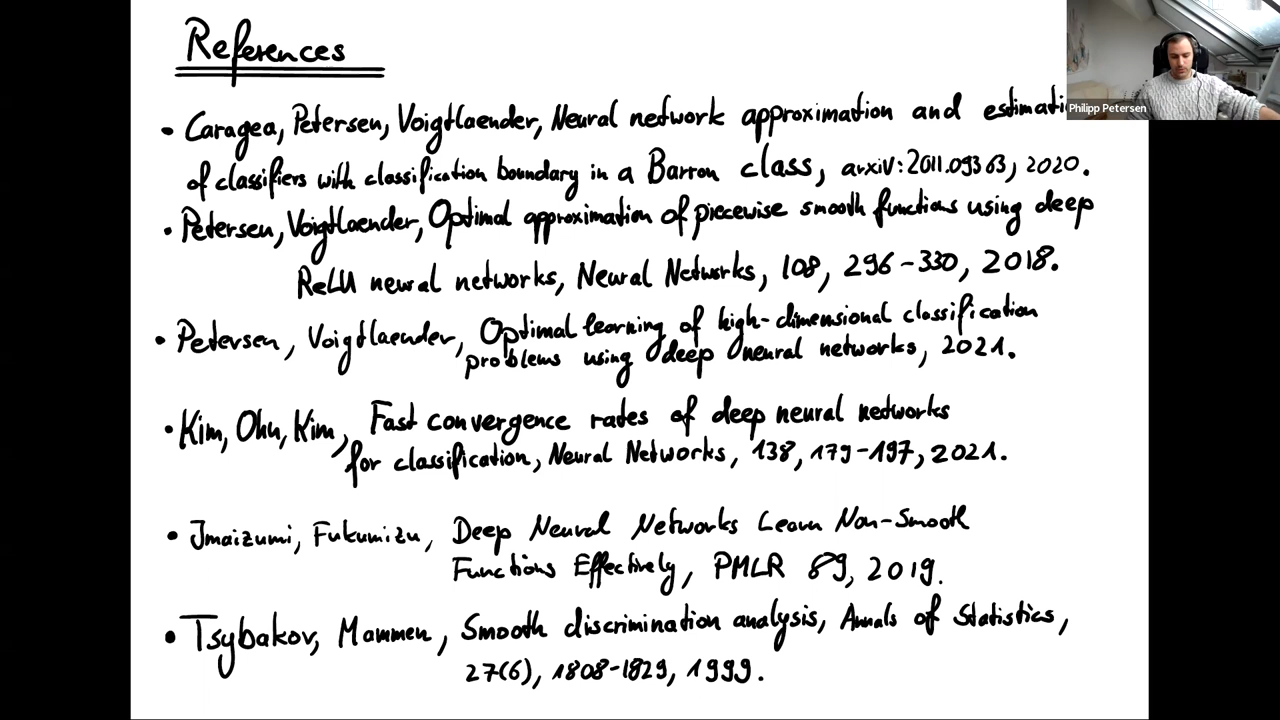 References
Philipp Petersen
• Caragea, Petersen, Voigtlaender, Neural network approximation and estimati
of classifiers with classification boundary in a Barron class, arxiV: 2011.09363, 2020.
• Petersen, Voigtlaender, Optimal approximation of piecewise smooth functions using deep
ReLU neural networks, Neural Networks, 108, 296-330, 2018.
• Petersen, Voigtlaender, Optimal learning of high-dimensional classification
problems using deep neural networks, 2021.
• Kim, Ohn, Kim, Fast convergence rates of deep neural networks
for classification, Neural Networks, 138, 179-197, 2021.
• Imaizumi, Fukumizu, Deep Neural Networks Learn Non-Smooth
Functions Effectively, PMLR 89, 2019.
• Tsybakov, Mammen, Smooth discrimination analysis, Annals of Statistics,
27(6), 1808-1829, 1999.